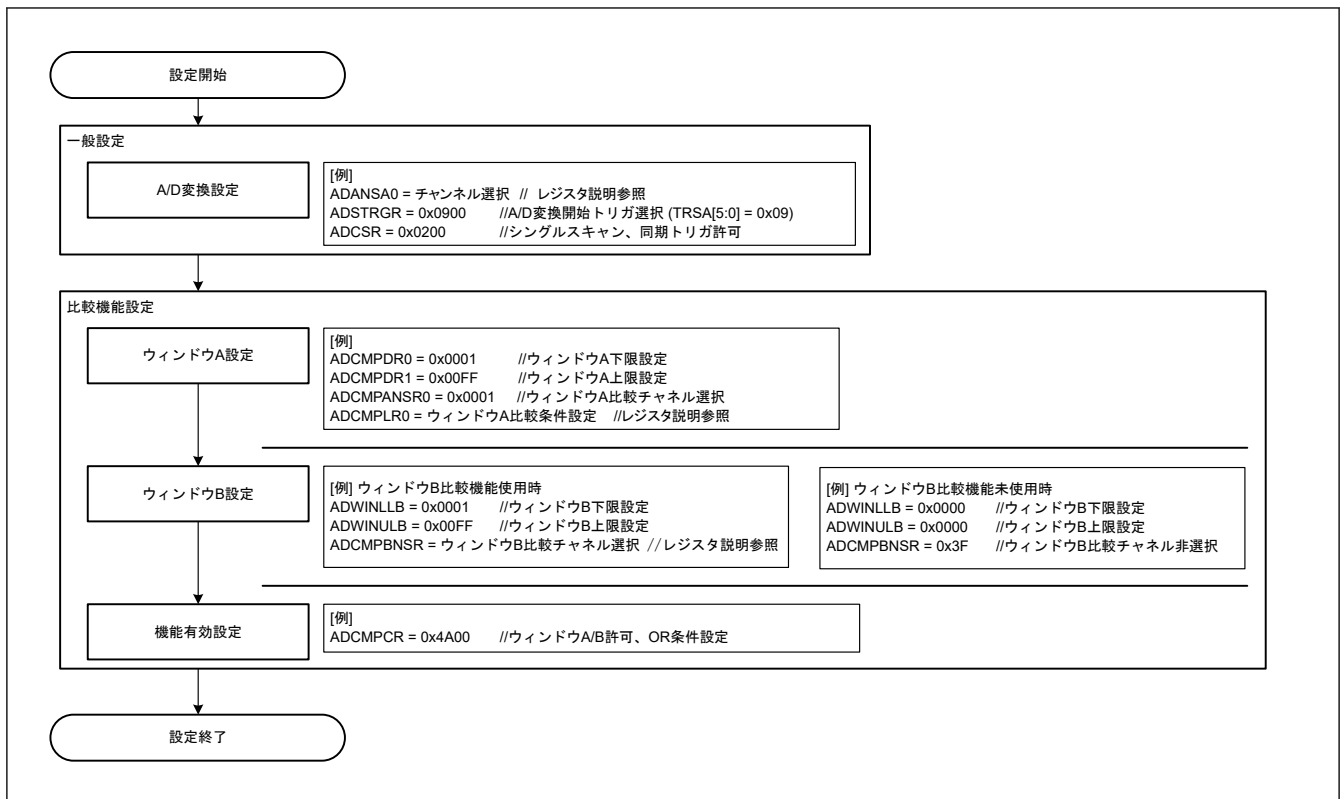 設定開始
一般設定
A/D変換設定
[例]
ADANSA0 = チャンネル選択 // レジスタ説明参照
ADSTRGR = 0x0900 //A/D変換開始トリガ選択 (TRSA[5:0] = 0x09)
ADCSR = 0x0200 //シングルスキャン、同期トリガ許可
比較機能設定
ウィンドウA設定
[例]
ADCMPDR0 = 0x0001 //ウィンドウA下限設定
ADCMPDR1 = 0x00FF //ウィンドウA上限設定
ADCMPANSR0 = 0x0001 //ウィンドウA比較チャネル選択
ADCMPLR0 = ウィンドウA比較条件設定 //レジスタ説明参照
ウィンドウB設定
[例] ウィンドウB比較機能使用時
ADWINLLB = 0x0001 //ウィンドウB下限設定
ADWINULB = 0x00FF //ウィンドウB上限設定
ADCMPBNSR = ウィンドウB比較チャネル選択 //レジスタ説明参照
[例] ウィンドウB比較機能未使用時
ADWINLLB = 0x0000 //ウィンドウB下限設定
ADWINULB = 0x0000 //ウィンドウB上限設定
ADCMPBNSR = 0x3F //ウィンドウB比較チャネル非選択
機能有効設定
[例]
ADCMPCR = 0x4A00 //ウィンドウA/B許可、OR条件設定
設定終了